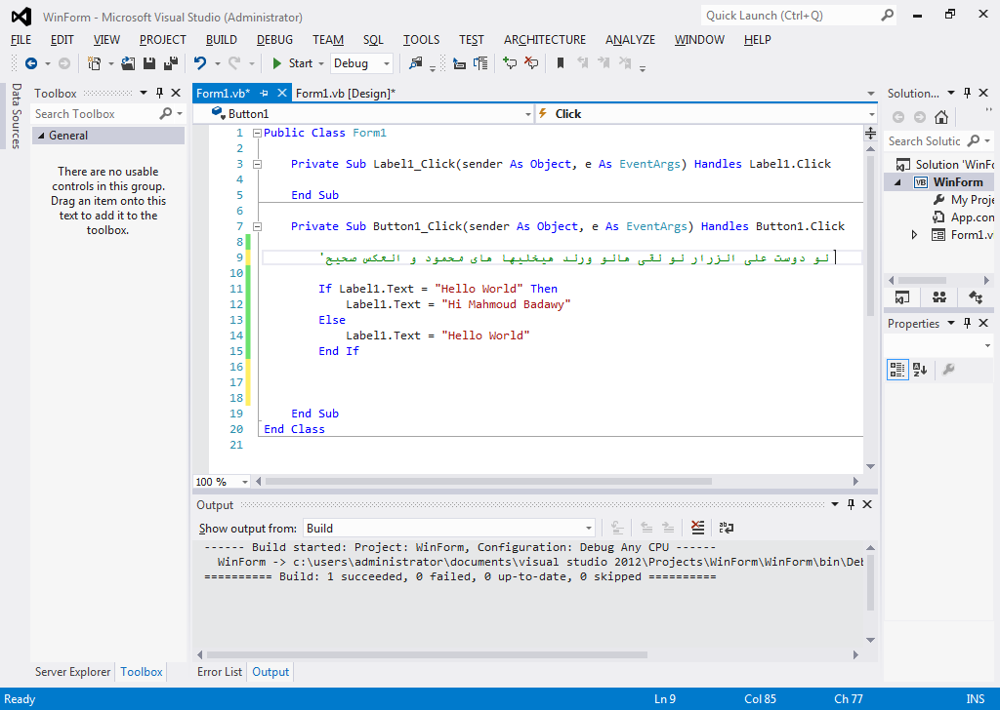 WinForm - Microsoft Visual Studio (Administrator)
Quick Launch (Ctrl+Q)
FILE EDIT VIEW PROJECT BUILD DEBUG TEAM SQL TOOLS TEST ARCHITECTURE ANALYZE WINDOW HELP
Start Debug
Data Sources
Toolbox
Search Toolbox
General
There are no usable
controls in this group.
Drag an item onto this
text to add it to the
toolbox.
Server Explorer Toolbox
Form1.vb* Form1.vb [Design]*
Button1 Click
1 Public Class Form1
2
3 Private Sub Label1_Click(sender As Object, e As EventArgs) Handles Label1.Click
4
5 End Sub
6
7 Private Sub Button1_Click(sender As Object, e As EventArgs) Handles Button1.Click
8
9 'لو دوست على الزرار لو لقى هالو ورلد هيخليها هاى محمود و العكس صحيح
10
11 If Label1.Text = "Hello World" Then
12 Label1.Text = "Hi Mahmoud Badawy"
13 Else
14 Label1.Text = "Hello World"
15 End If
16
17
18
19 End Sub
20 End Class
21
100 %
Output
Show output from: Build
------ Build started: Project: WinForm, Configuration: Debug Any CPU ------
WinForm -> c:\users\administrator\documents\visual studio 2012\Projects\WinForm\WinForm\bin\Deb
========== Build: 1 succeeded, 0 failed, 0 up-to-date, 0 skipped ==========
Error List Output
Solution...
Search Solutic
Solution 'WinFo
VB WinForm
My Proje
App.con
Form1.v
Properties
Ready Ln 9 Col 85 Ch 77 INS